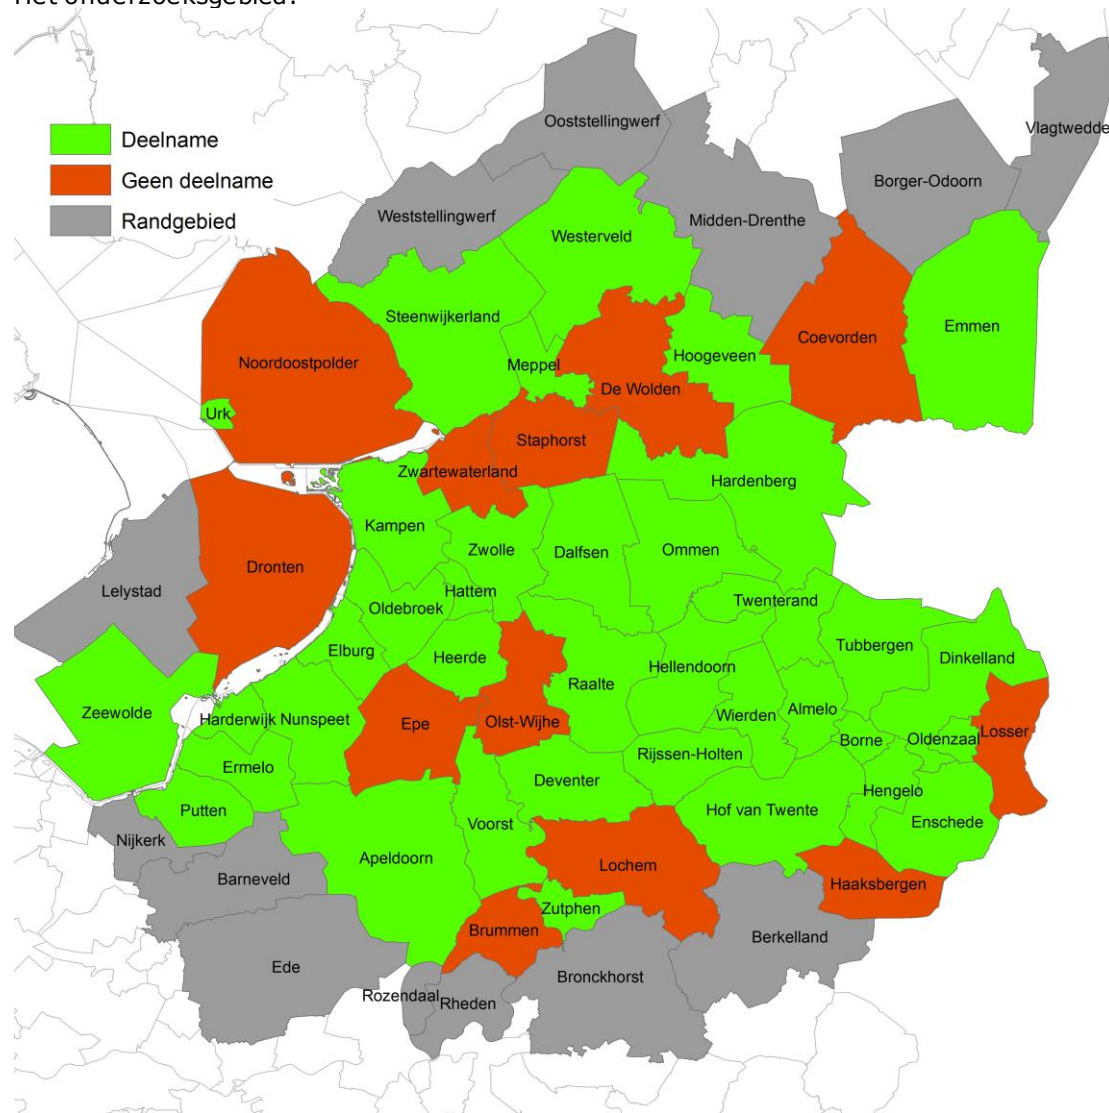 Het onderzoeksgebied:
Deelname
Geen deelname
Randgebied
Ooststellingwerf
Vlagtwedde
Borger-Odoorn
Weststellingwerf
Midden-Drenthe
Westerveld
Steenwijkerland
Emmen
Coevorden
Noordoostpolder
Meppel
Hoogeveen
De Wolden
Urk
Staphorst
Zwartewaterland
Hardenberg
Kampen
Zwolle
Dalfsen
Ommen
Dronten
Lelystad
Hattem
Oldebroek
Twenterand
Tubbergen
Elburg
Heerde
Hellendoorn
Dinkelland
Raalte
Zeewolde
Harderwijk
Nunspeet
Epe
Olst-Wijhe
Wierden
Almelo
Borne
Oldenzaal
Losser
Ermelo
Rijssen-Holten
Deventer
Hengelo
Putten
Voorst
Hof van Twente
Enschede
Nijkerk
Apeldoorn
Lochem
Barneveld
Haaksbergen
Zutphen
Brummen
Berkelland
Ede
Bronckhorst
Rozendaal
Rheden